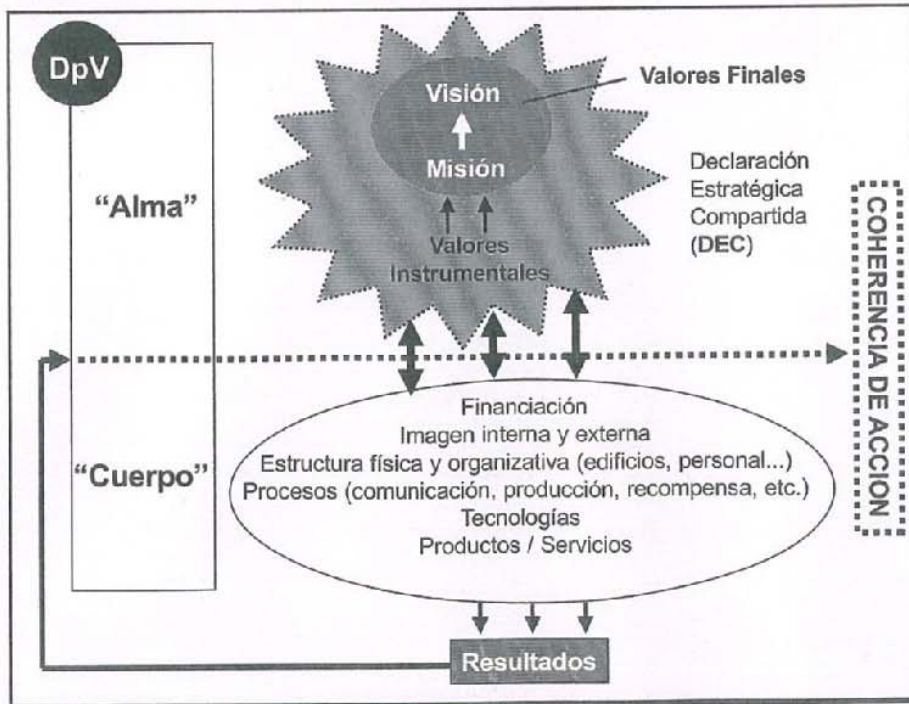 DpV
"Alma"
"Cuerpo"
Visión
Misión
Valores
Instrumentales
Valores Finales
Declaración
Estratégica
Compartida
(DEC)
COHERENCIA DE ACCION
Financiación
Imagen interna y externa
Estructura física y organizativa (edificios, personal...)
Procesos (comunicación, producción, recompensa, etc.)
Tecnologías
Productos / Servicios
Resultados